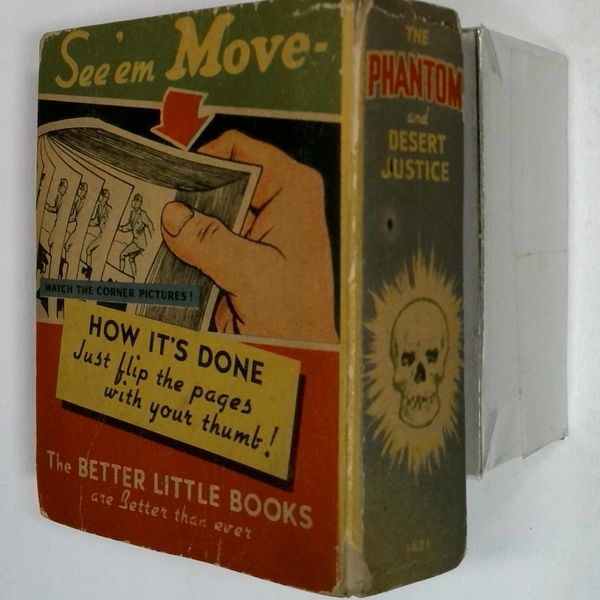 See'em Move-
WATCH THE CORNER PICTURES!
HOW IT'S DONE
Just flip the pages
with your thumb!
The BETTER LITTLE BOOKS
are Better than ever
THE
PHANTOM
and
DESERT
JUSTICE
1421